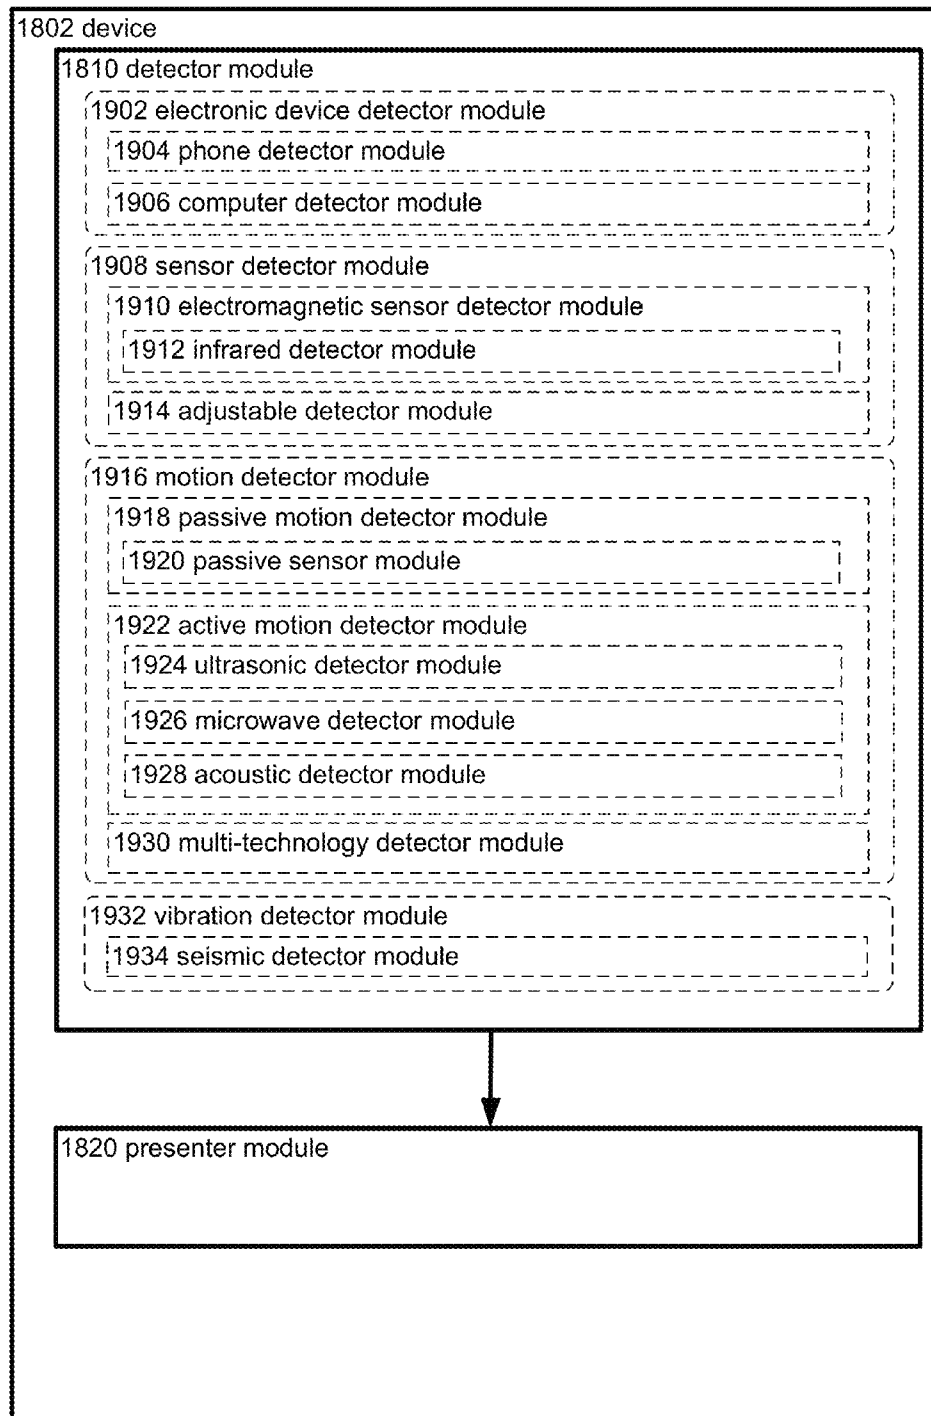 1802 device
1810 detector module
1902 electronic device detector module
1904 phone detector module
1906 computer detector module
1908 sensor detector module
1910 electromagnetic sensor detector module
1912 infrared detector module
1914 adjustable detector module
1916 motion detector module
1918 passive motion detector module
1920 passive sensor module
1922 active motion detector module
1924 ultrasonic detector module
1926 microwave detector module
1928 acoustic detector module
1930 multi-technology detector module
1932 vibration detector module
1934 seismic detector module
1820 presenter module